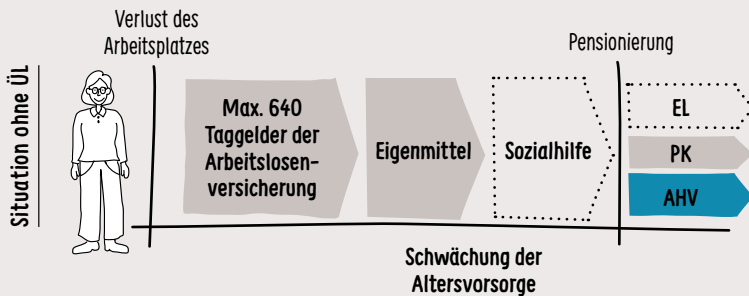 Situation ohne ÜL
Verlust des
Arbeitsplatzes
Pensionierung
Max. 640
Taggelder der
Arbeitslosen-
versicherung
Eigenmittel
Sozialhilfe
EL
PK
AHV
Schwächung der
Altersvorsorge